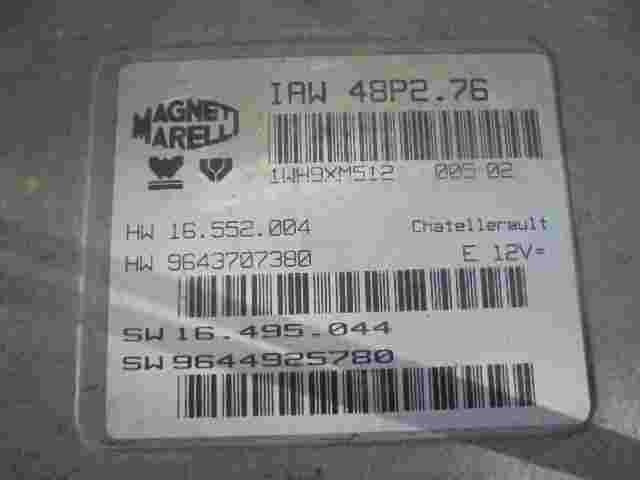 IAW 48P2.76
MAGNETI
MARELLI
1WH9XM512 005 02
HW 16.552.004 Chatellerault
HW 9643707380 E 12V=
SW 16.495.044
SW 9644925780